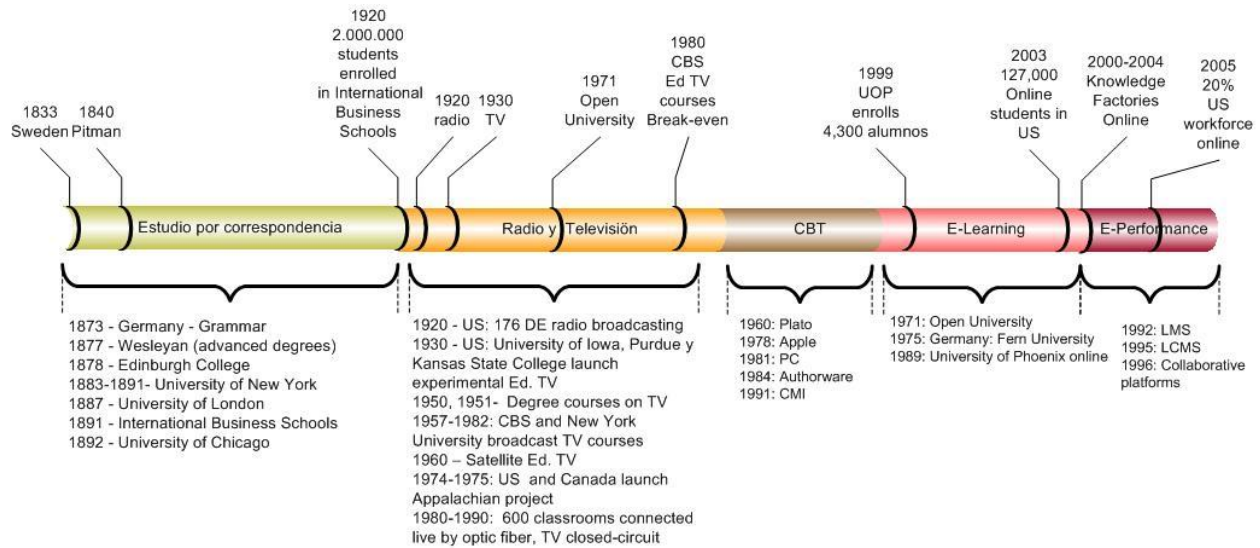 1833
Sweden
1840
Pitman
1920
2.000.000
students
enrolled
in International
Business
Schools
1920
radio
1930
TV
1971
Open
University
1980
CBS
Ed TV
courses
Break-even
1999
UOP
enrolls
4,300 alumnos
2003
127,000
Online
students in
US
2000-2004
Knowledge
Factories
Online
2005
20%
US
workforce
online
Estudio por correspondencia
Radio y Televisiön
CBT
E-Learning
E-Performance
1873 - Germany - Grammar
1877 - Wesleyan (advanced degrees)
1878 - Edinburgh College
1883-1891- University of New York
1887 - University of London
1891 - International Business Schools
1892 - University of Chicago
1920 - US: 176 DE radio broadcasting
1930 - US: University of Iowa, Purdue y
Kansas State College launch
experimental Ed. TV
1950, 1951- Degree courses on TV
1957-1982: CBS and New York
University broadcast TV courses
1960 – Satellite Ed. TV
1974-1975: US and Canada launch
Appalachian project
1980-1990: 600 classrooms connected
live by optic fiber, TV closed-circuit
1960: Plato
1978: Apple
1981: PC
1984: Authorware
1991: CMI
1971: Open University
1975: Germany: Fern University
1989: University of Phoenix online
1992: LMS
1995: LCMS
1996: Collaborative
platforms